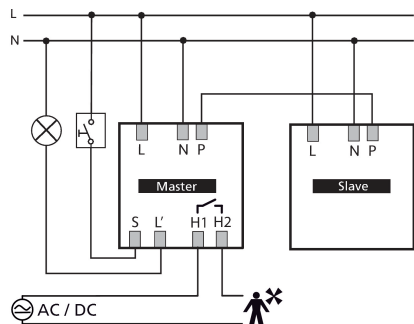 L
N
L N P
L N P
Master
Slave
S L' H1 H2
AC / DC